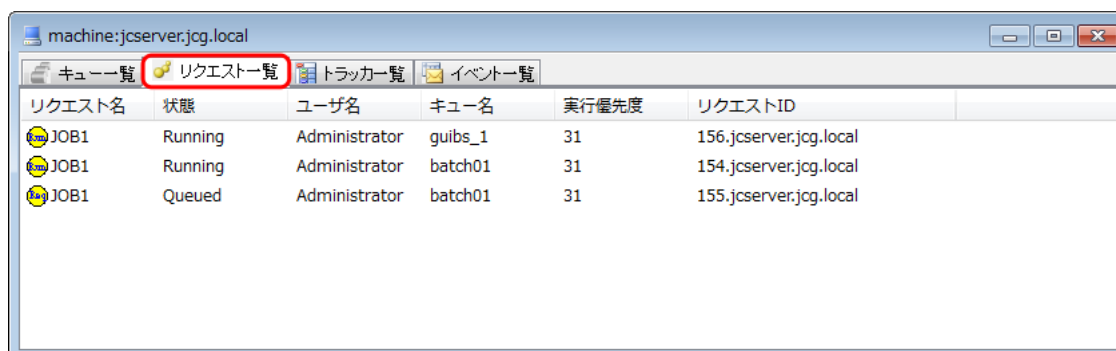 machine:jcserver.jcg.local
キュー一覧 リクエスト一覧 トラッカ一覧 イベント一覧
リクエスト名 状態 ユーザ名 キュー名 実行優先度 リクエストID
JOB1 Running Administrator guibs_1 31 156.jcserver.jcg.local
JOB1 Running Administrator batch01 31 154.jcserver.jcg.local
JOB1 Queued Administrator batch01 31 155.jcserver.jcg.local